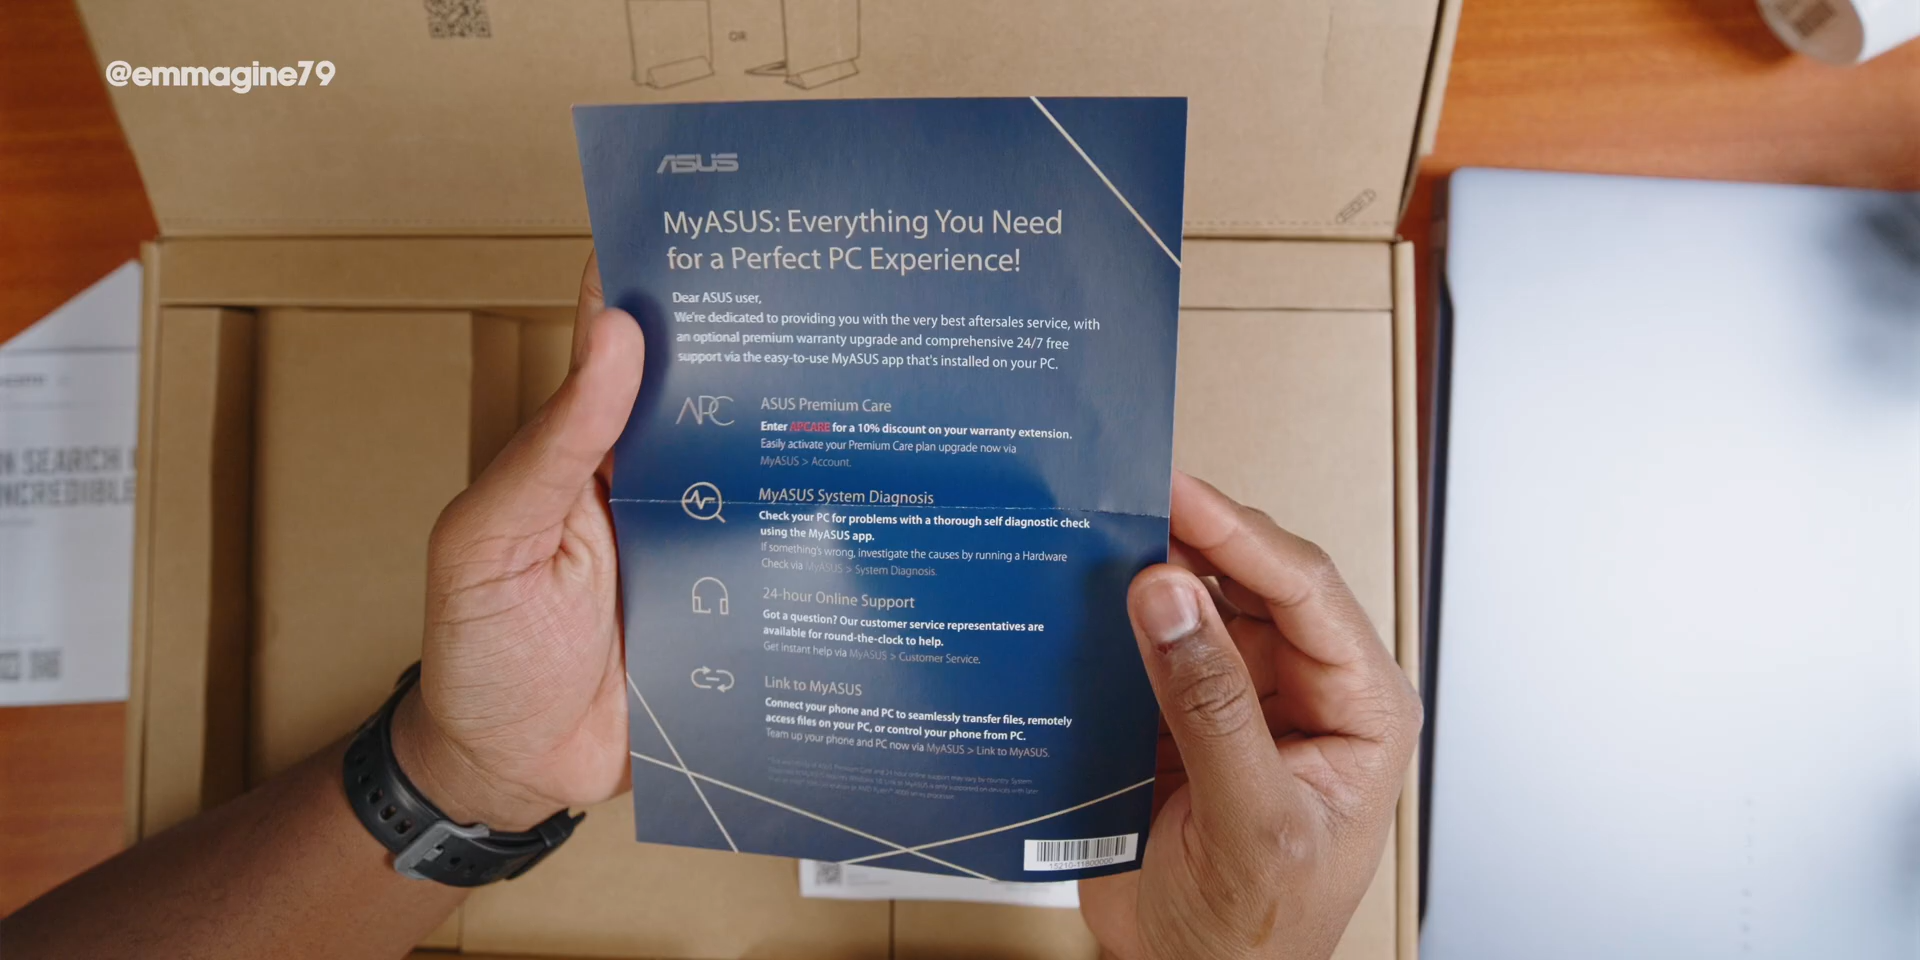 @emmagine79
OR
ASUS
MyASUS: Everything You Need
for a Perfect PC Experience!
Dear ASUS user,
We're dedicated to providing you with the very best aftersales service, with
an optional premium warranty upgrade and comprehensive 24/7 free
support via the easy-to-use MyASUS app that's installed on your PC.
APC
ASUS Premium Care
Enter APCARE for a 10% discount on your warranty extension.
Easily activate your Premium Care plan upgrade now via
MyASUS > Account.
MyASUS System Diagnosis
Check your PC for problems with a thorough self diagnostic check
using the MyASUS app.
If something's wrong, investigate the causes by running a Hardware
Check via MyASUS > System Diagnosis.
24-hour Online Support
Got a question? Our customer service representatives are
available for round-the-clock to help.
Get instant help via MyASUS > Customer Service.
Link to MyASUS
Connect your phone and PC to seamlessly transfer files, remotely
access files on your PC, or control your phone from PC.
Team up your phone and PC now via MyASUS > Link to MyASUS.
N SEARCH
NCREDIBLE